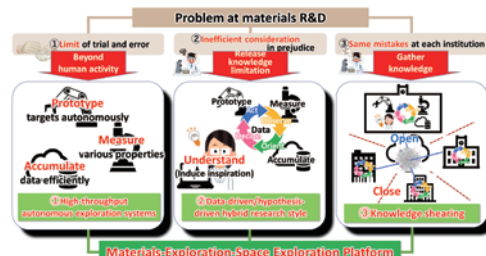 Problem at materials R&D
①Limit of trial and error
②Inefficient consideration
in prejudice
③Same mistakes at each institution
Beyond
human activity
Release
knowledge
limitation
Gather
knowledge
Prototype
targets autonomously
Measure
various properties
Accumulate
data efficiently
①High-throughput
autonomous exploration systems
Prototype
Measure
Act
Data
Decide
Orient
Accumulate
Understand
(Induce inspiration)
②Data-driven/hypothesis-
driven hybrid research style
Open
Close
③Knowledge-shearing
Materials-Exploration-Space Exploration Platform